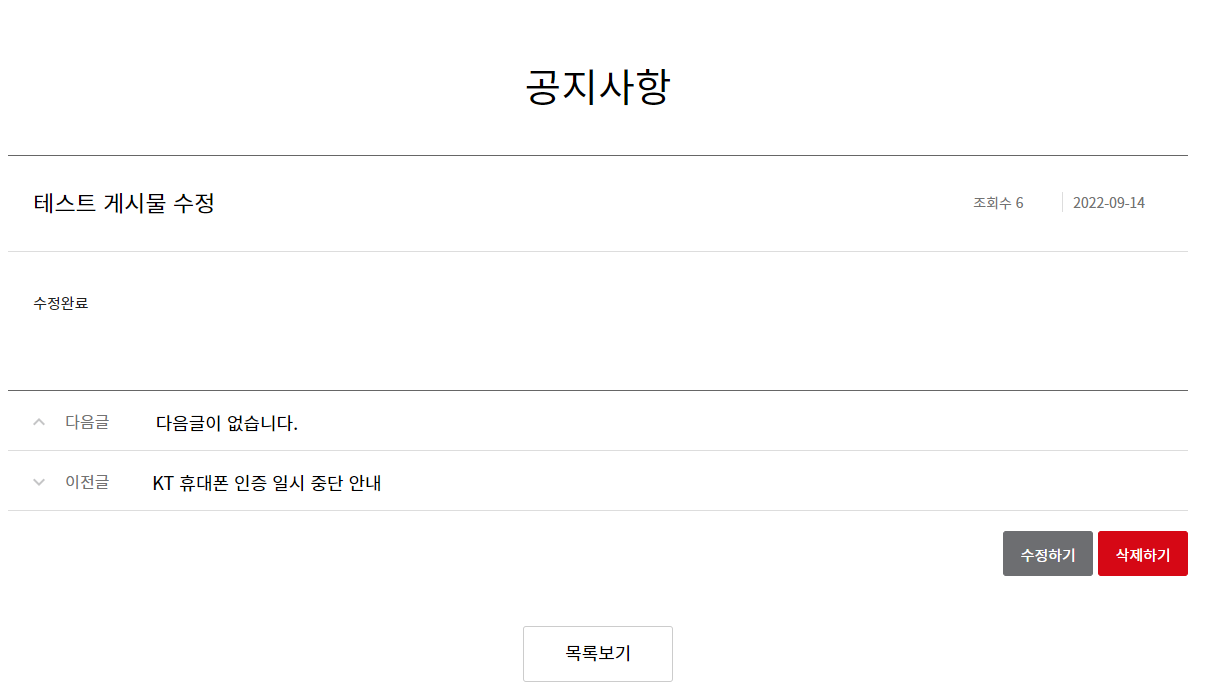 공지사항
테스트 게시물 수정 조회수 6 2022-09-14
수정완료
다음글 다음글이 없습니다.
이전글 KT 휴대폰 인증 일시 중단 안내
수정하기 삭제하기
목록보기